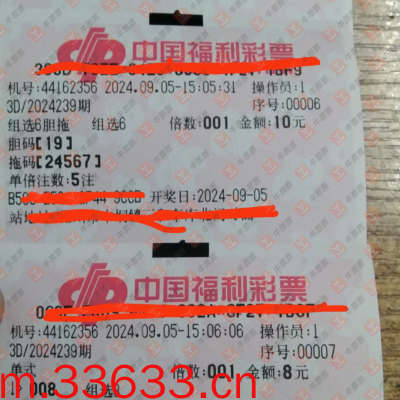 中国福利彩票
机号:44162356 2024.09.05-15:05:31 操作员:1
3D/2024239期 序号:00006
组选6胆拖 组选6 倍数:001 金额:10元
胆码[19]
拖码[24567]
单倍注数:5注
开奖日:2024-09-05
中国福利彩票
机号:44162356 2024.09.05-15:06:06 操作员:1
3D/2024239期 序号:00007
单式 倍数:001 金额:8元
008 组选
m.33633.cn